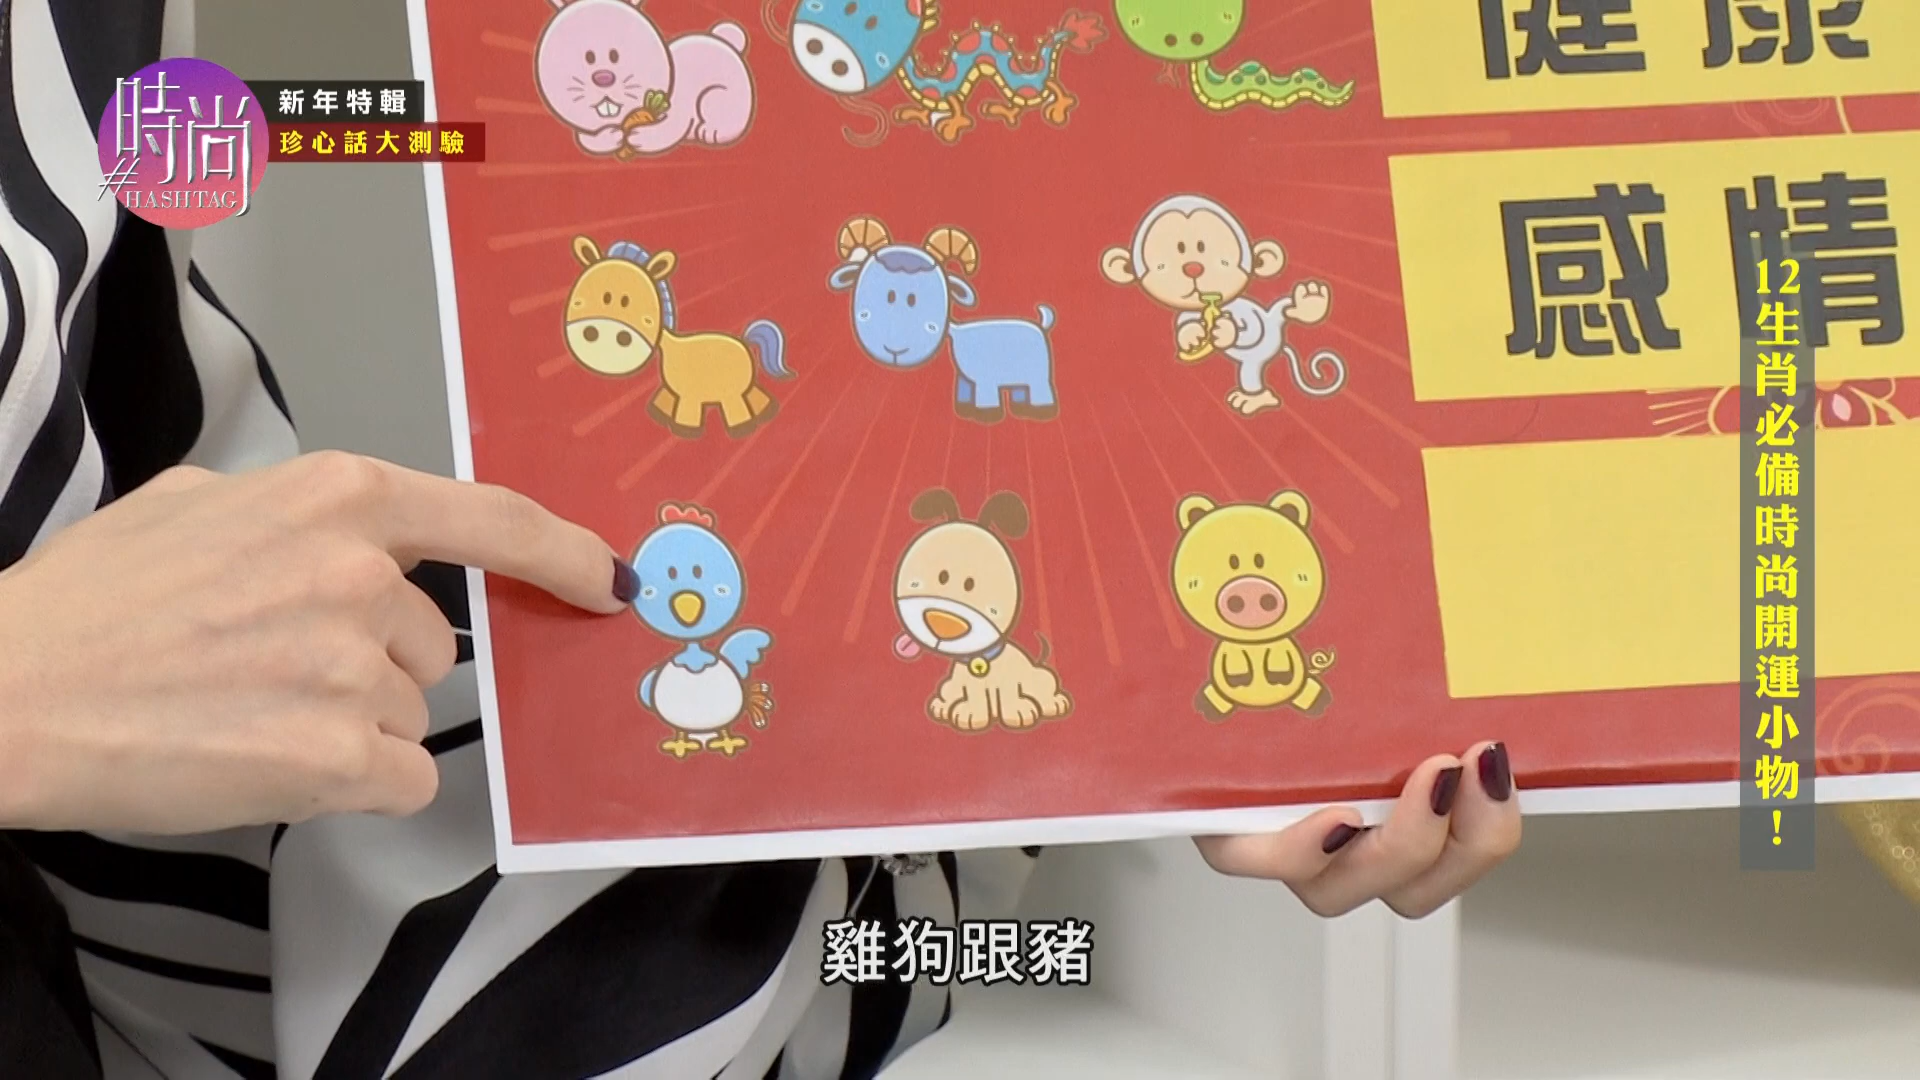 時尚
#HASHTAG
新年特輯
珍心話大測驗
健康
感情
12生肖必備時尚開運小物!
雞狗跟豬